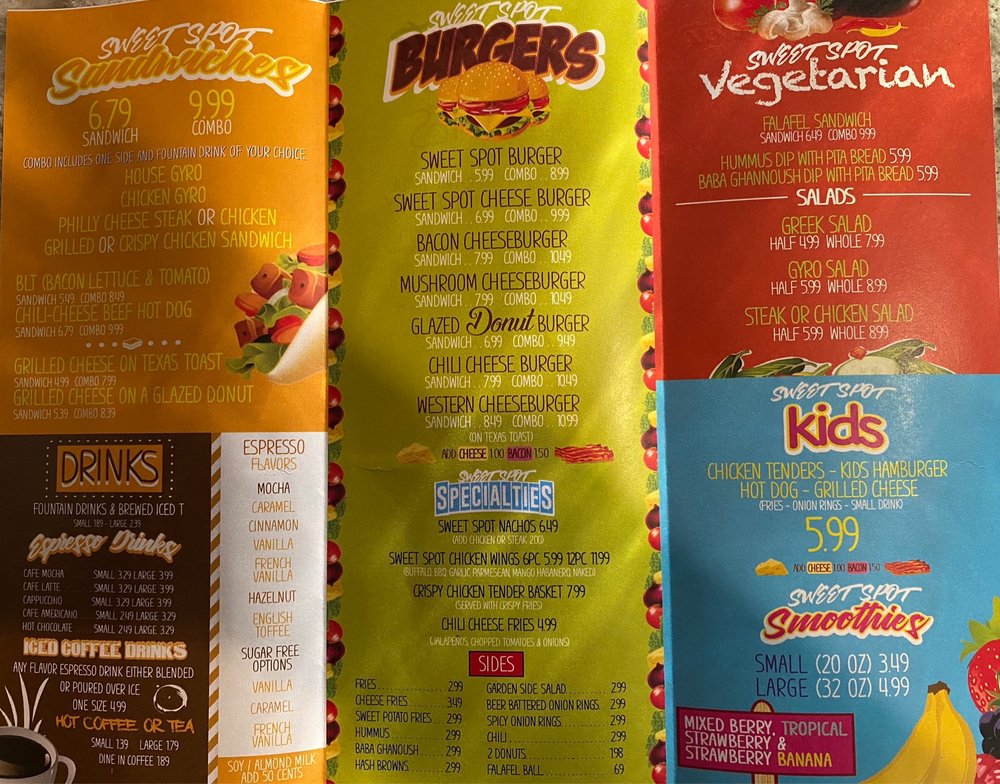 SWEET SPOT
Sandwiches
6.79 9.99
SANDWICH COMBO
COMBO INCLUDES ONE SIDE AND FOUNTAIN DRINK OF YOUR CHOICE.
HOUSE GYRO
CHICKEN GYRO
PHILLY CHEESE STEAK OR CHICKEN
GRILLED OR CRISPY CHICKEN SANDWICH
BLT (BACON LETTUCE & TOMATO)
SANDWICH 5.49 COMBO 8.49
CHILI-CHEESE BEEF HOT DOG
SANDWICH 6.79 COMBO 9.99
GRILLED CHEESE ON TEXAS TOAST
SANDWICH 4.99 COMBO 7.99
GRILLED CHEESE ON A GLAZED DONUT
SANDWICH 5.39 COMBO 8.39
DRINKS
FOUNTAIN DRINKS & BREWED ICED T
SMALL 1.89 - LARGE 2.39
Espresso Drinks
CAFE MOCHA SMALL 3.29 LARGE 3.99
CAFE LATTE SMALL 3.29 LARGE 3.99
CAPPUCCINO SMALL 3.29 LARGE 3.99
CAFE AMERICANO SMALL 2.49 LARGE 3.29
HOT CHOCOLATE SMALL 2.49 LARGE 3.29
ICED COFFEE DRINKS
ANY FLAVOR ESPRESSO DRINK EITHER BLENDED
OR POURED OVER ICE
ONE SIZE 4.99
HOT COFFEE OR TEA
SMALL 1.39 LARGE 1.79
DINE IN COFFEE 1.89
ESPRESSO
FLAVORS
MOCHA
CARAMEL
CINNAMON
VANILLA
FRENCH
VANILLA
HAZELNUT
ENGLISH
TOFFEE
SUGAR FREE
OPTIONS
VANILLA
CARAMEL
FRENCH
VANILLA
SOY / ALMOND MILK
ADD 50 CENTS
SWEET SPOT
BURGERS
SWEET SPOT BURGER
SANDWICH . . 5.99 COMBO . . 8.99
SWEET SPOT CHEESE BURGER
SANDWICH . . 6.99 COMBO . . 9.99
BACON CHEESEBURGER
SANDWICH . . 7.99 COMBO . . 10.49
MUSHROOM CHEESEBURGER
SANDWICH . . 7.99 COMBO . . 10.49
GLAZED Donut BURGER
SANDWICH . . 6.99 COMBO . . 9.49
CHILI CHEESE BURGER
SANDWICH . . 7.99 COMBO . . 10.49
WESTERN CHEESEBURGER
SANDWICH . . 8.49 COMBO . . 10.99
(ON TEXAS TOAST)
ADD CHEESE 1.00 BACON 1.50
SWEET SPOT
SPECIALTIES
SWEET SPOT NACHOS 6.49
(ADD CHICKEN OR STEAK 2.00)
SWEET SPOT CHICKEN WINGS 6PC 5.99 12PC 11.99
(BUFFALO, BBQ, GARLIC PARMESEAN, MANGO HABANERO, NAKED)
CRISPY CHICKEN TENDER BASKET 7.99
(SERVED WITH CRISPY FRIES)
CHILI CHEESE FRIES 4.99
(JALAPENOS, CHOPPED TOMATOES & ONIONS)
SIDES
FRIES 2.99
CHEESE FRIES 3.49
SWEET POTATO FRIES 2.99
HUMMUS 2.99
BABA GHANOUSH 2.99
HASH BROWNS 2.99
GARDEN SIDE SALAD 2.99
BEER BATTERED ONION RINGS 2.99
SPICY ONION RINGS 2.99
CHILI 2.99
2 DONUTS 1.98
FALAFEL BALL .69
SWEET SPOT
Vegetarian
FALAFEL SANDWICH
SANDWICH 6.49 COMBO 9.99
HUMMUS DIP WITH PITA BREAD 5.99
BABA GHANNOUSH DIP WITH PITA BREAD 5.99
SALADS
GREEK SALAD
HALF 4.99 WHOLE 7.99
GYRO SALAD
HALF 5.99 WHOLE 8.99
STEAK OR CHICKEN SALAD
HALF 5.99 WHOLE 8.99
SWEET SPOT
Kids
CHICKEN TENDERS - KIDS HAMBURGER
HOT DOG - GRILLED CHEESE
(FRIES - ONION RINGS - SMALL DRINK)
5.99
ADD CHEESE 1.00 BACON 1.50
SWEET SPOT
Smoothies
SMALL (20 OZ) 3.49
LARGE (32 OZ) 4.99
MIXED BERRY, TROPICAL
STRAWBERRY &
STRAWBERRY BANANA